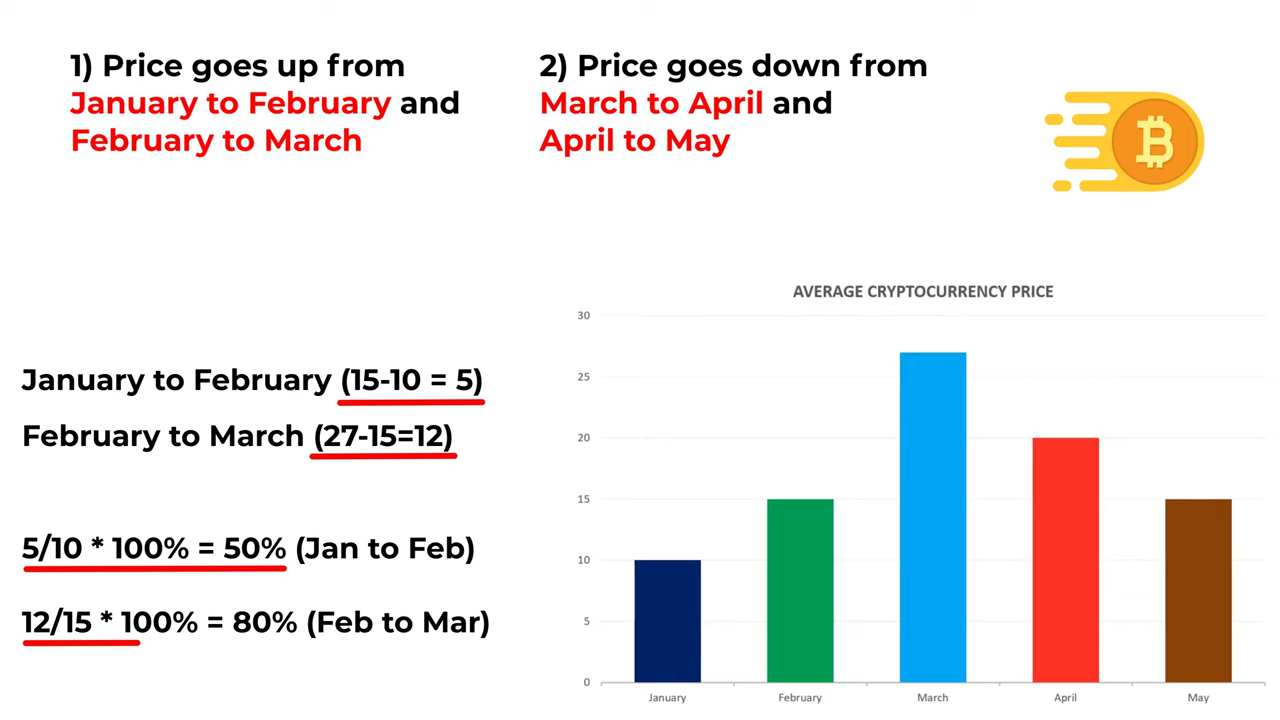 1) Price goes up from
January to February and
February to March
2) Price goes down from
March to April and
April to May
January to February (15-10 = 5)
February to March (27-15=12)
5/10 * 100% = 50% (Jan to Feb)
12/15 * 100% = 80% (Feb to Mar)
AVERAGE CRYPTOCURRENCY PRICE
30
25
20
15
10
5
0
January February March April May